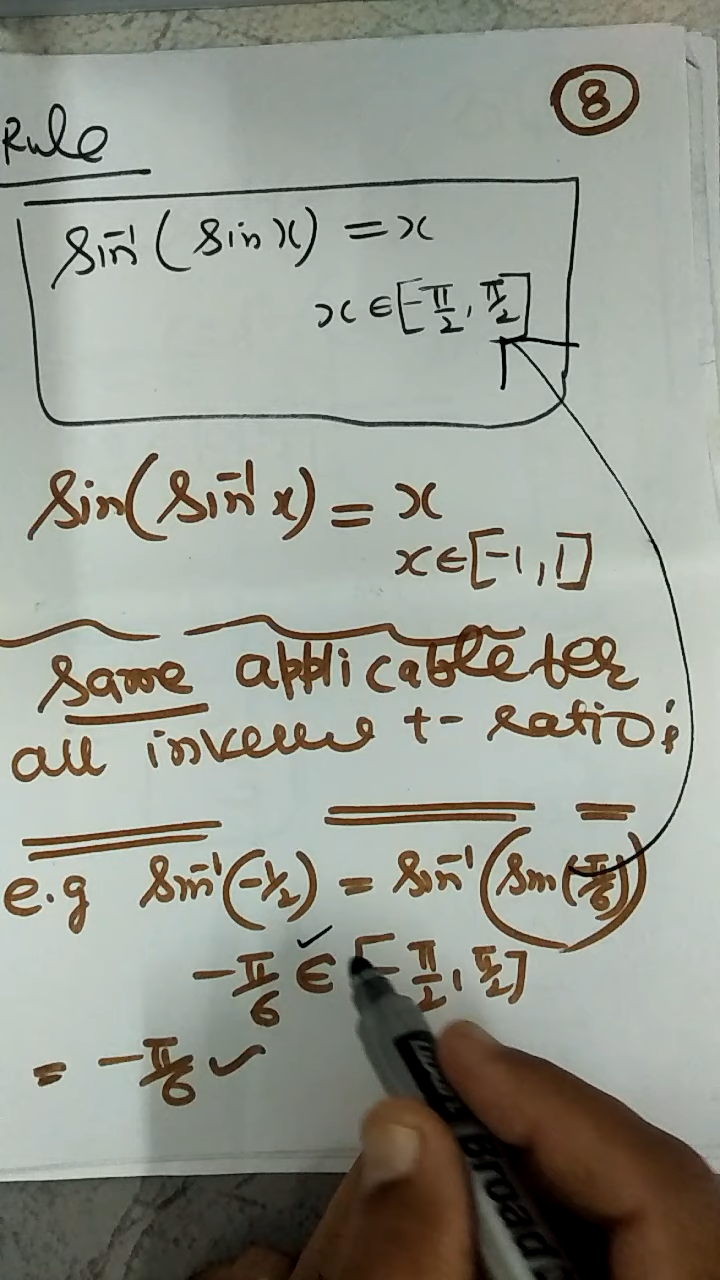 8
Rule
sin⁻¹(sin x) = x
x ∈ [-π/2, π/2]
sin(sin⁻¹ x) = x
x ∈ [-1, 1]
Same applicable for
all inverse t-ratios
e.g sin⁻¹(-1/2) = sin⁻¹(sin(-π/6))
-π/6 ∈ [-π/2, π/2]
= -π/6 ✓
Broad